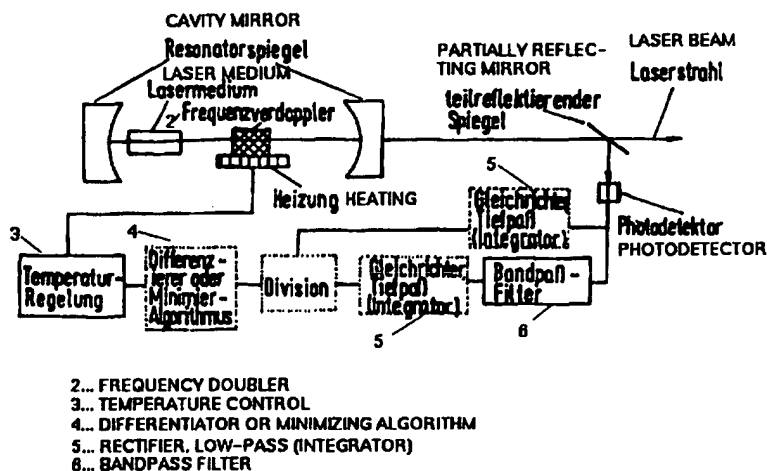 CAVITY MIRROR
Resonatorspiegel
LASER MEDIUM
Lasermedium
2
Frequenzverdoppler
PARTIALLY REFLEC-
TING MIRROR
teilreflektierender
Spiegel
LASER BEAM
Laserstrahl
Heizung HEATING
5
Gleichrichter
Tiefpaß
(Integrator)
Photodetektor
PHOTODETECTOR
3
Temperatur-
Regelung
4
Differenz-
ierer oder
Minimier-
Algorithmus
Division
Gleichrichter
Tiefpaß
(Integrator)
5
Bandpaß-
Filter
6
2... FREQUENCY DOUBLER
3... TEMPERATURE CONTROL
4... DIFFERENTIATOR OR MINIMIZING ALGORITHM
5... RECTIFIER, LOW-PASS (INTEGRATOR)
6... BANDPASS FILTER